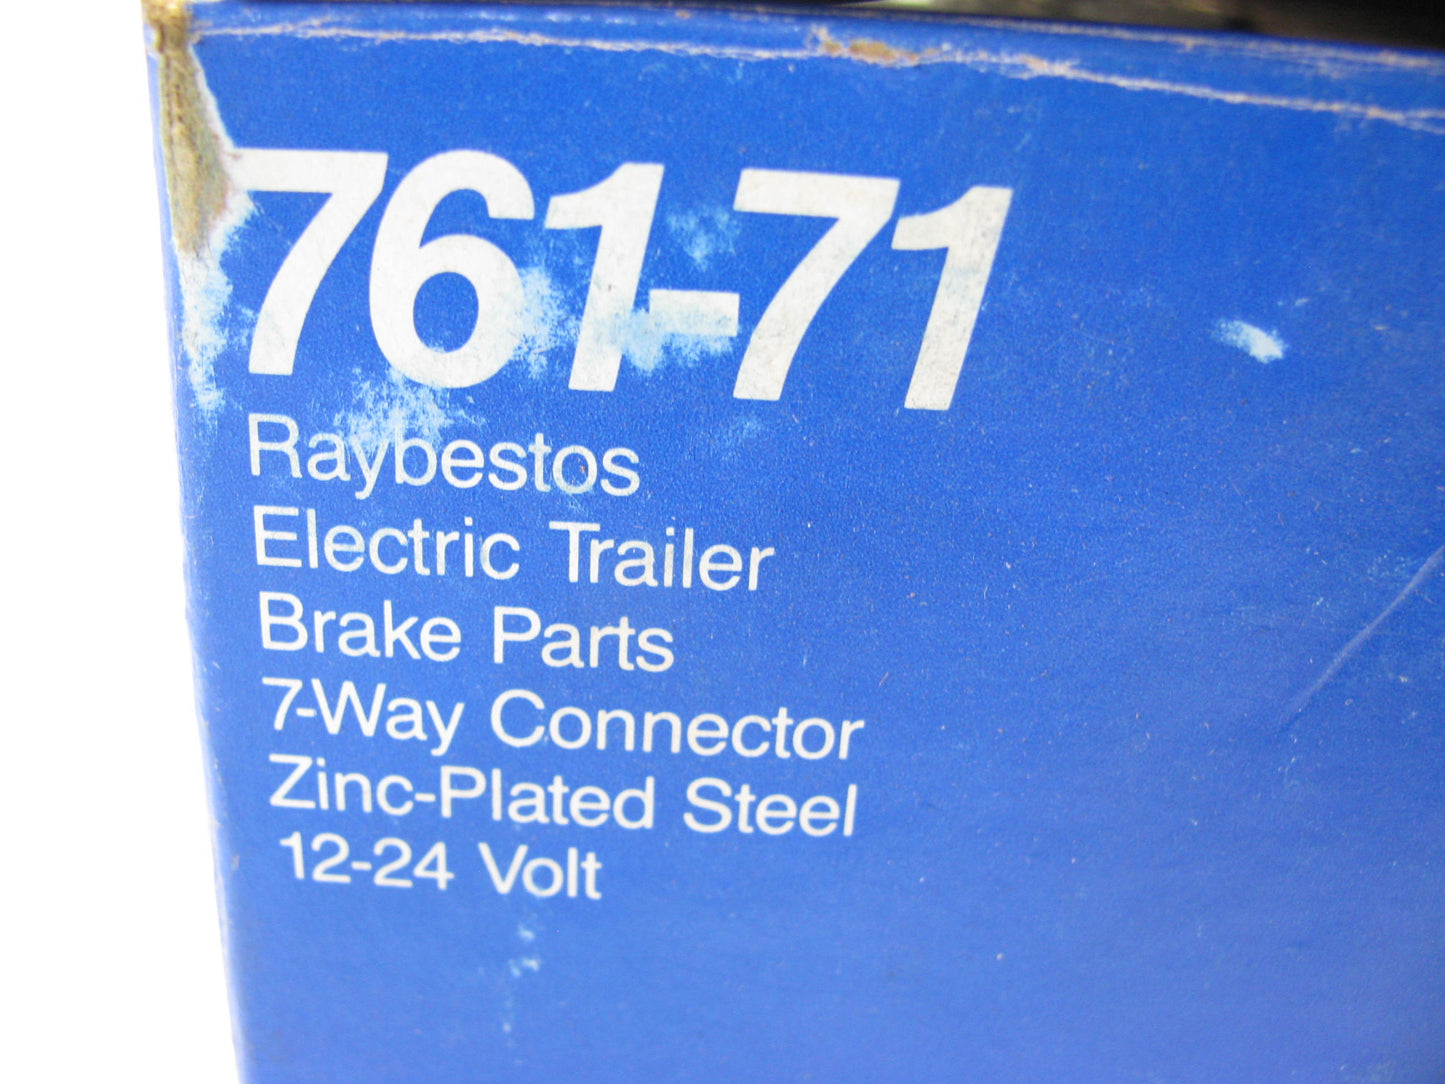 761-71
Raybestos
Electric Trailer
Brake Parts
7-Way Connector
Zinc-Plated Steel
12-24 Volt